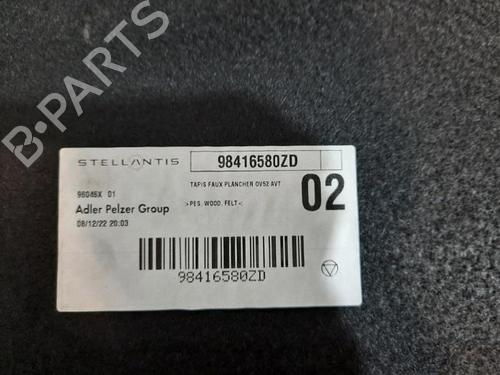 B-PARTS
STELLANTIS 98416580ZD
96046X 01 TAPIS FAUX PLANCHER OV52 AVT 02
Adler Pelzer Group >PES. WOOD. FELT<
08/12/22 20:03
98416580ZD